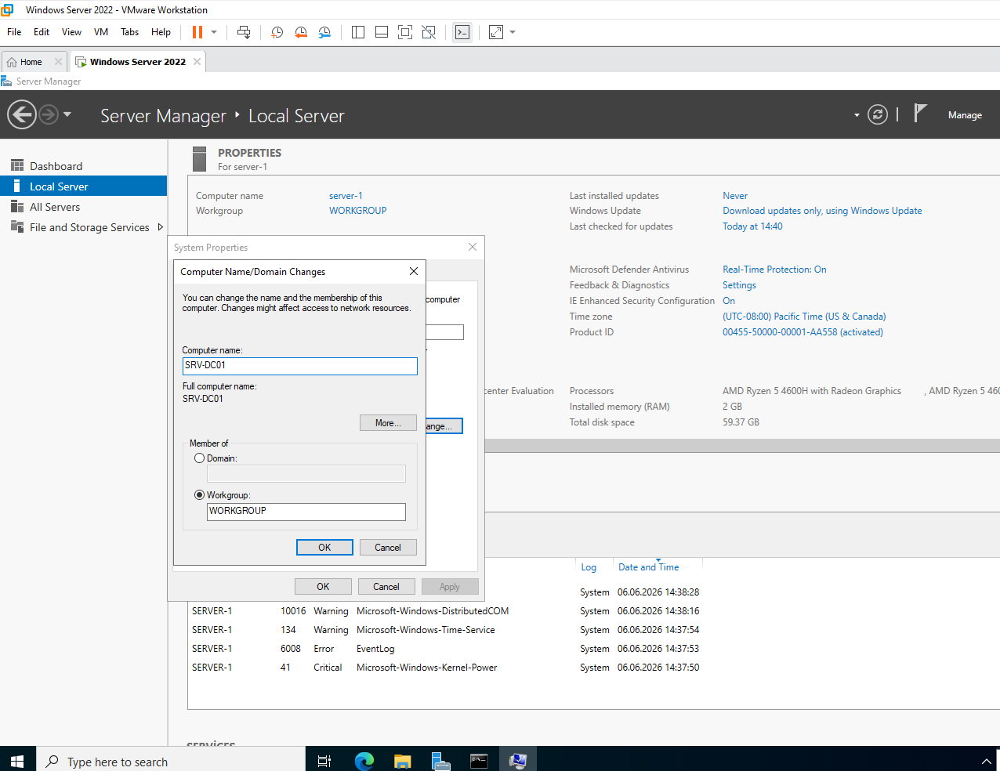 Windows Server 2022 - VMware Workstation
File Edit View VM Tabs Help
Home Windows Server 2022
Server Manager
Server Manager Local Server Manage
Dashboard
Local Server
All Servers
File and Storage Services
PROPERTIES
For server-1
Computer name server-1
Workgroup WORKGROUP
Last installed updates Never
Windows Update Download updates only, using Windows Update
Last checked for updates Today at 14:40
Microsoft Defender Antivirus Real-Time Protection: On
Feedback & Diagnostics Settings
IE Enhanced Security Configuration On
Time zone (UTC-08:00) Pacific Time (US & Canada)
Product ID 00455-50000-00001-AA558 (activated)
center Evaluation Processors AMD Ryzen 5 4600H with Radeon Graphics , AMD Ryzen 5 460
Installed memory (RAM) 2 GB
Total disk space 59.37 GB
System Properties
computer
ange...
Computer Name/Domain Changes
You can change the name and the membership of this
computer. Changes might affect access to network resources.
Computer name:
SRV-DC01
Full computer name:
SRV-DC01
More...
Member of
Domain:
Workgroup:
WORKGROUP
OK Cancel
OK Cancel Apply
Log Date and Time
System 06.06.2026 14:38:28
SERVER-1 10016 Warning Microsoft-Windows-DistributedCOM System 06.06.2026 14:38:16
SERVER-1 134 Warning Microsoft-Windows-Time-Service System 06.06.2026 14:37:54
SERVER-1 6008 Error EventLog System 06.06.2026 14:37:53
SERVER-1 41 Critical Microsoft-Windows-Kernel-Power System 06.06.2026 14:37:50
SERVİCES
Type here to search